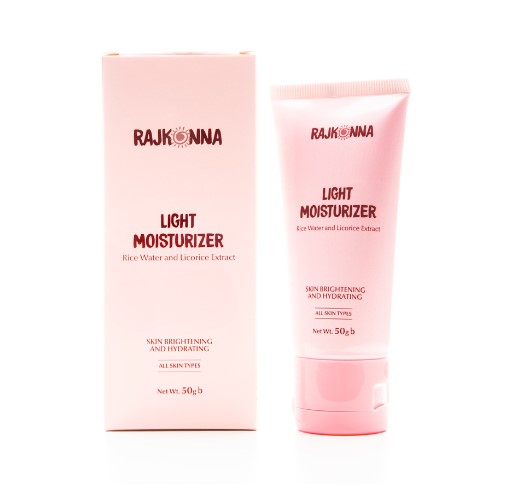 RAJKONNA
LIGHT
MOISTURIZER
Rice Water and Licorice Extract
SKIN BRIGHTENING
AND HYDRATING
ALL SKIN TYPES
Net Wt. 50g b
RAJKONNA
LIGHT
MOISTURIZER
Rice Water and Licorice Extract
SKIN BRIGHTENING
AND HYDRATING
ALL SKIN TYPES
Net Wt. 50g b